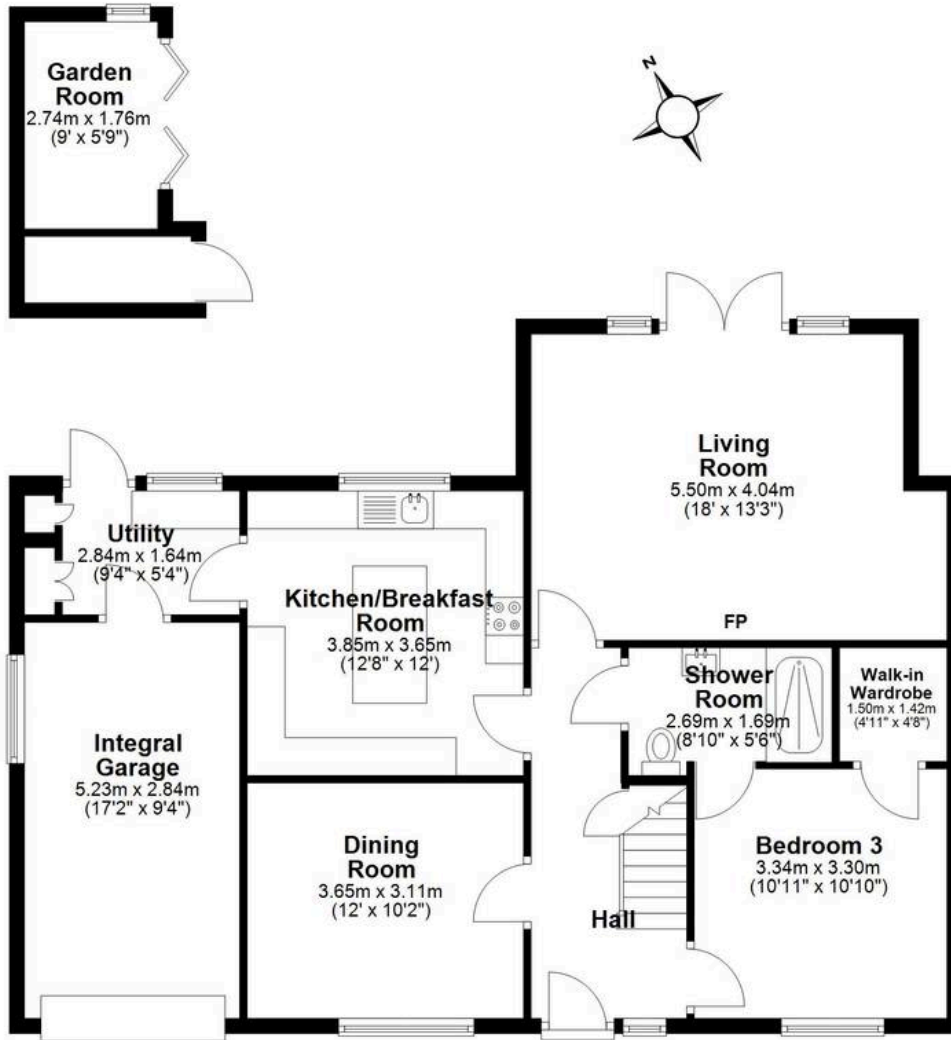 Garden
Room
2.74m x 1.76m
(9' x 5'9")
N
Living
Room
5.50m x 4.04m
(18' x 13'3")
FP
Utility
2.84m x 1.64m
(9'4" x 5'4")
Kitchen/Breakfast
Room
3.85m x 3.65m
(12'8" x 12')
Shower
Room
2.69m x 1.69m
(8'10" x 5'6")
Walk-in
Wardrobe
1.50m x 1.42m
(4'11" x 4'8")
Integral
Garage
5.23m x 2.84m
(17'2" x 9'4")
Dining
Room
3.65m x 3.11m
(12' x 10'2")
Hall
Bedroom 3
3.34m x 3.30m
(10'11" x 10'10")